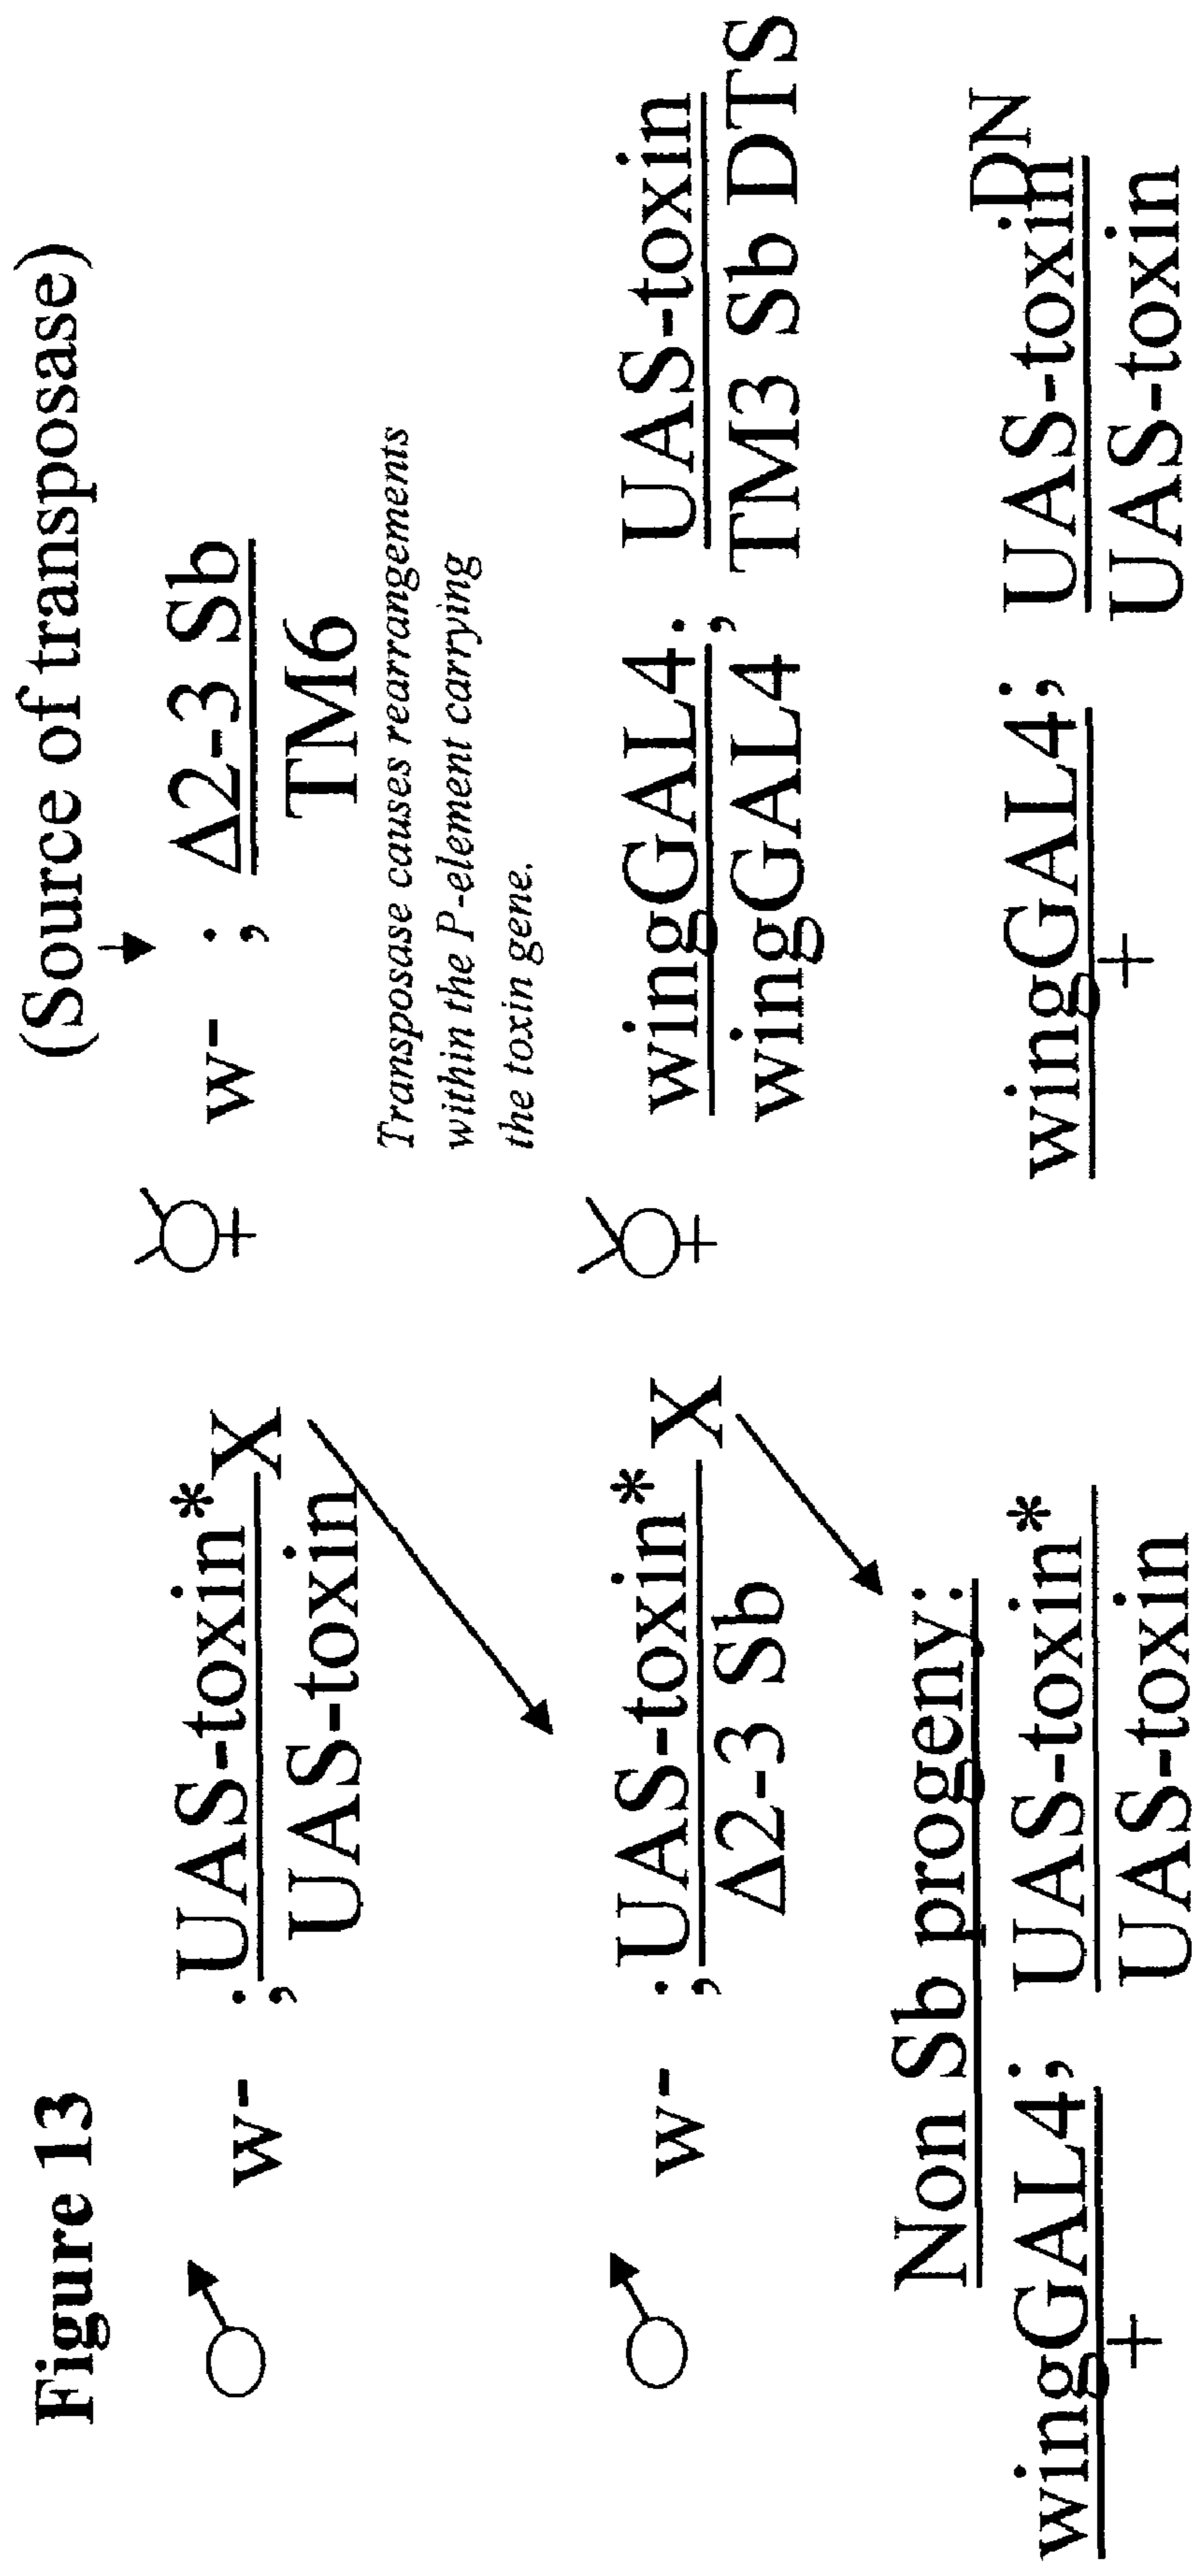 Figure 13
(Source of transposase)
w- ; UAS-toxin* X w- ; Δ2-3 Sb
UAS-toxin TM6
Transposase causes rearrangements
within the P-element carrying
the toxin gene.
w- ; UAS-toxin* X wingGAL4 ; UAS-toxin
Δ2-3 Sb wingGAL4 TM3 Sb DTS
Non Sb progeny:
DN
wingGAL4; UAS-toxin* wingGAL4; UAS-toxin
+ UAS-toxin + UAS-toxin